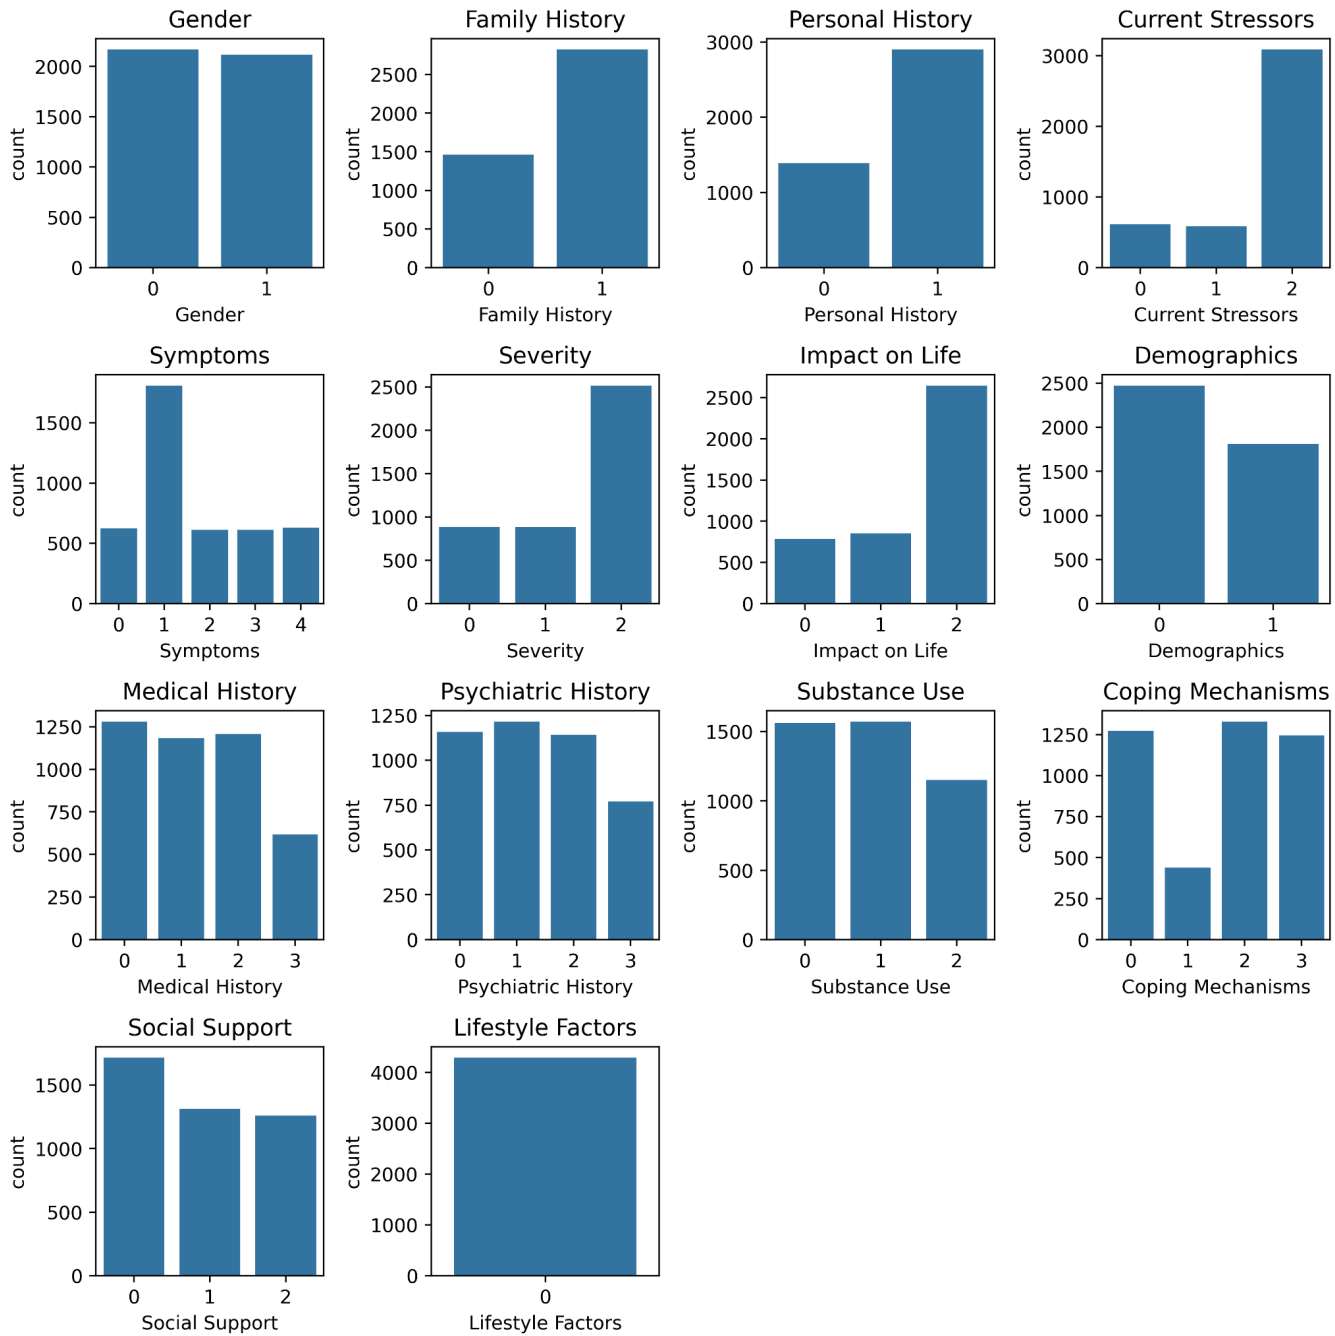 Gender
Family History
Personal History
Current Stressors
2000
1500
1000
500
0
count
0 1
Gender
2500
2000
1500
1000
500
0
count
0 1
Family History
3000
2000
1000
0
count
0 1
Personal History
3000
2000
1000
0
count
0 1 2
Current Stressors
Symptoms
Severity
Impact on Life
Demographics
1500
1000
500
0
count
0 1 2 3 4
Symptoms
2500
2000
1500
1000
500
0
count
0 1 2
Severity
2500
2000
1500
1000
500
0
count
0 1 2
Impact on Life
2500
2000
1500
1000
500
0
count
0 1
Demographics
Medical History
Psychiatric History
Substance Use
Coping Mechanisms
1250
1000
750
500
250
0
count
0 1 2 3
Medical History
1250
1000
750
500
250
0
count
0 1 2 3
Psychiatric History
1500
1000
500
0
count
0 1 2
Substance Use
1250
1000
750
500
250
0
count
0 1 2 3
Coping Mechanisms
Social Support
Lifestyle Factors
1500
1000
500
0
count
0 1 2
Social Support
4000
3000
2000
1000
0
count
0
Lifestyle Factors